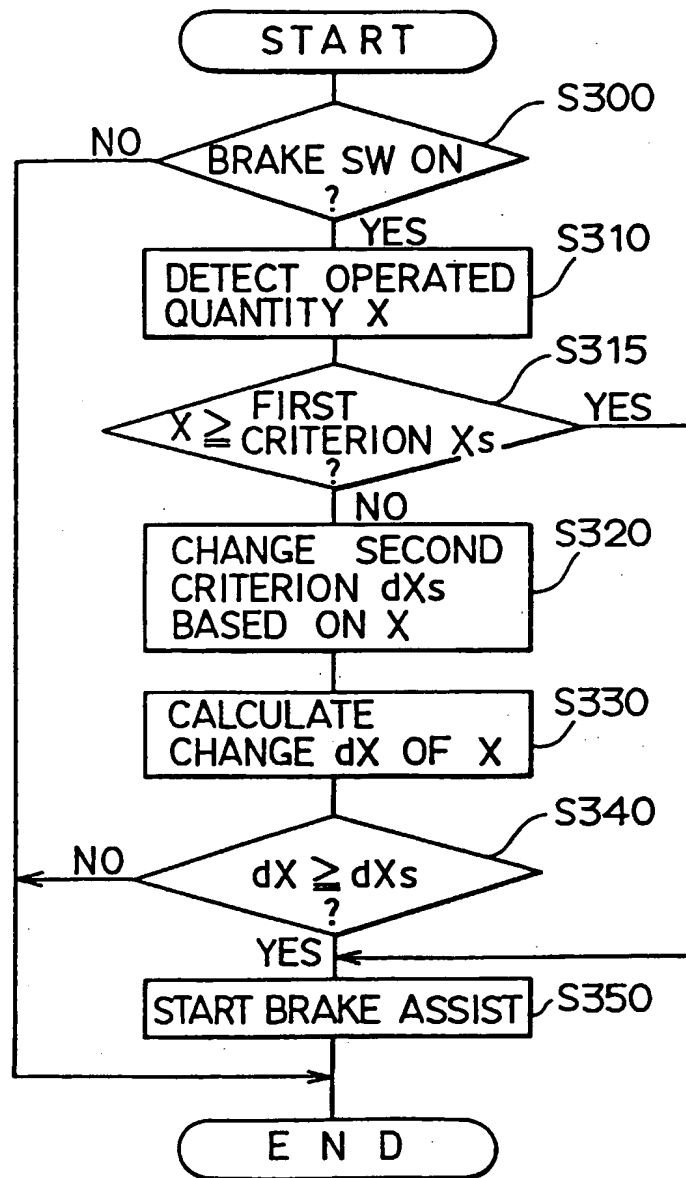 START
S300
NO
BRAKE SW ON
?
YES
S310
DETECT OPERATED
QUANTITY X
S315
YES
FIRST
X ≧ CRITERION Xs
?
NO
S320
CHANGE SECOND
CRITERION dXs
BASED ON X
S330
CALCULATE
CHANGE dX OF X
S340
NO
dX ≧ dXs
?
YES
S350
START BRAKE ASSIST
END